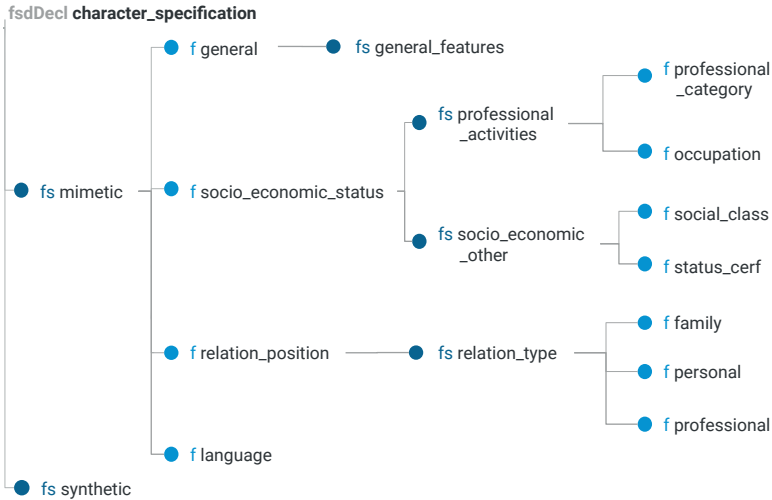 fsdDecl character_specification
f general
fs general_features
f professional
_category
fs professional
_activities
f occupation
fs mimetic
f socio_economic_status
f social_class
fs socio_economic
_other
f status_cerf
f family
f relation_position
fs relation_type
f personal
f professional
f language
fs synthetic